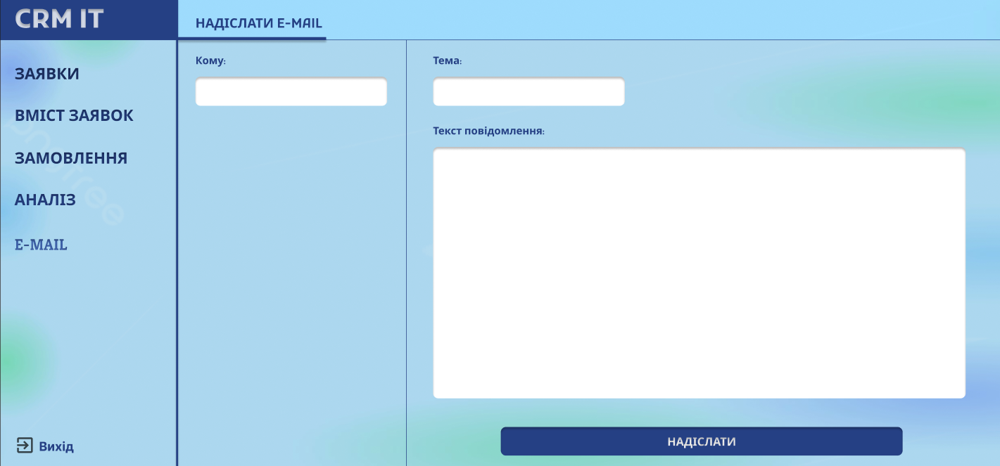 CRM IT
НАДІСЛАТИ E-MAIL
ЗАЯВКИ
ВМІСТ ЗАЯВОК
ЗАМОВЛЕННЯ
АНАЛІЗ
E-MAIL
Вихід
Кому:
Тема:
Текст повідомлення:
НАДІСЛАТИ